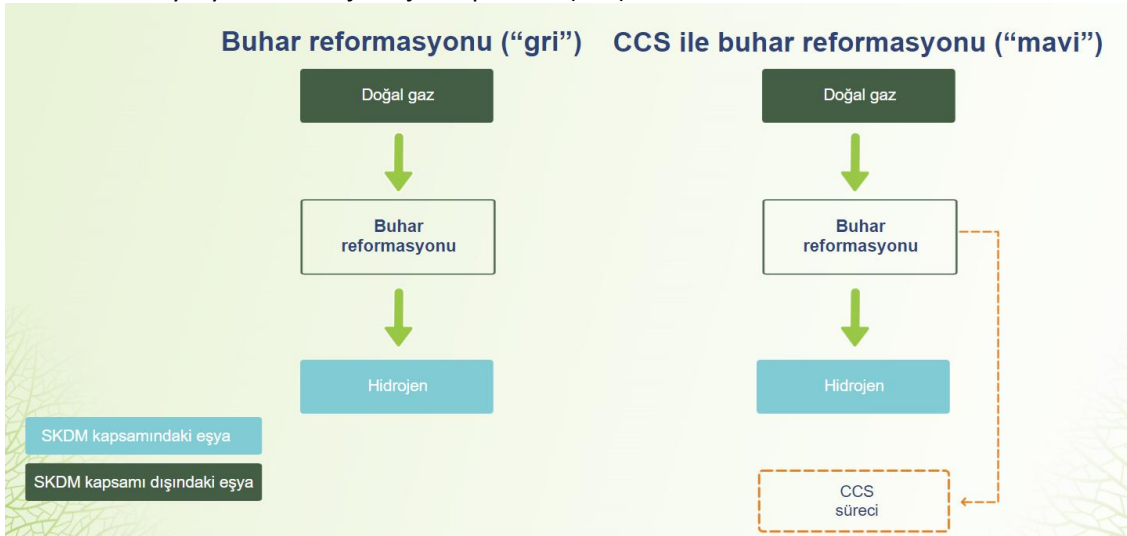 Buhar reformasyonu (“gri”)
CCS ile buhar reformasyonu (“mavi”)
Doğal gaz
Doğal gaz
Buhar
reformasyonu
Buhar
reformasyonu
Hidrojen
Hidrojen
SKDM kapsamındaki eşya
SKDM kapsamı dışındaki eşya
CCS
süreci